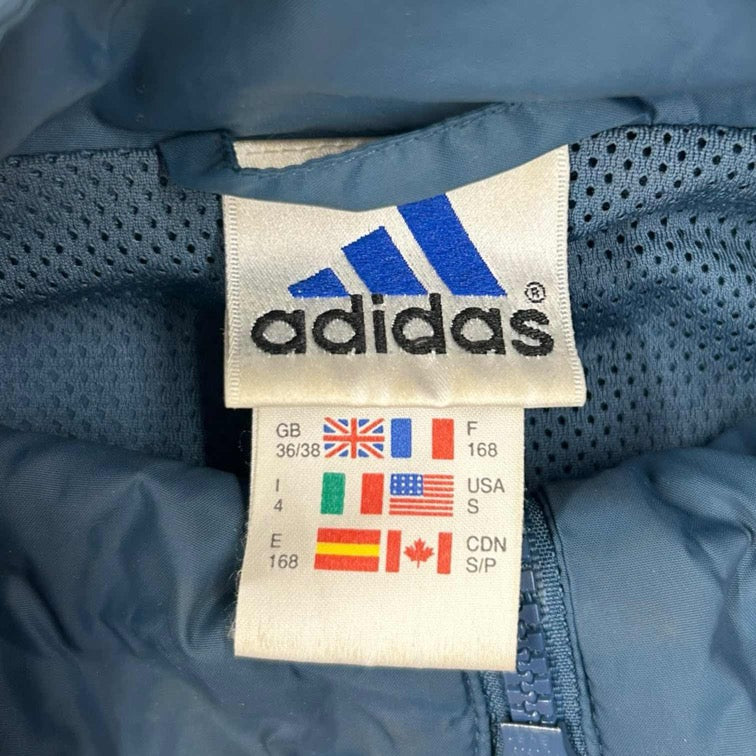 adidas®
GB F
36/38 168
I USA
4 S
E CDN
168 S/P